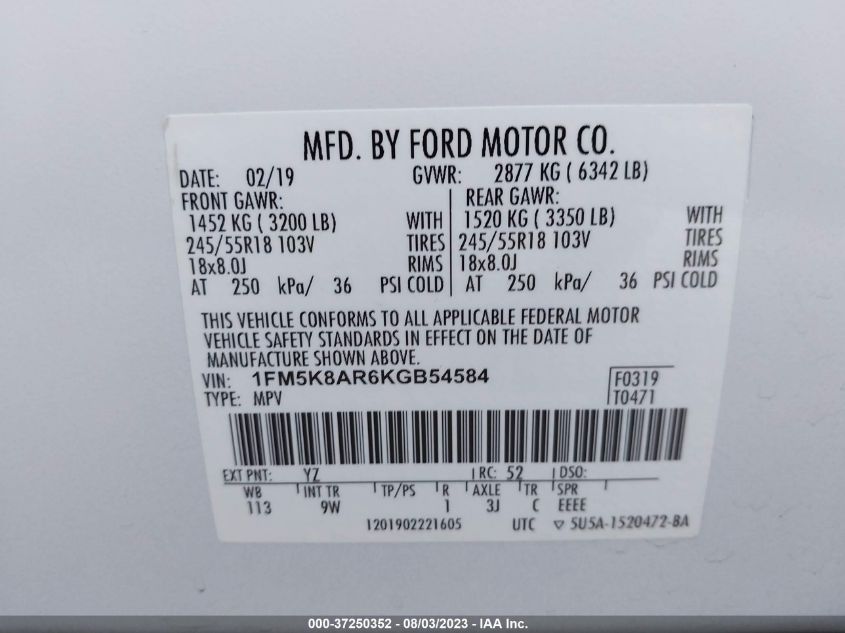 MFD. BY FORD MOTOR CO.
DATE: 02/19 GVWR: 2877 KG ( 6342 LB)
FRONT GAWR: REAR GAWR:
1452 KG ( 3200 LB) WITH 1520 KG ( 3350 LB) WITH
245/55R18 103V TIRES 245/55R18 103V TIRES
18x8.0J RIMS 18x8.0J RIMS
AT 250 kPa/ 36 PSI COLD AT 250 kPa/ 36 PSI COLD
THIS VEHICLE CONFORMS TO ALL APPLICABLE FEDERAL MOTOR
VEHICLE SAFETY STANDARDS IN EFFECT ON THE DATE OF
MANUFACTURE SHOWN ABOVE.
VIN: 1FM5K8AR6KGB54584 F0319
TYPE: MPV T0471
EXT PNT: YZ RC: 52 DSO:
WB INT TR TP/PS R AXLE TR SPR
113 9W 1 3J C EEEE
1201902221605 UTC ▽ 5U5A-1520472-BA
000-37250352 - 08/03/2023 - IAA Inc.